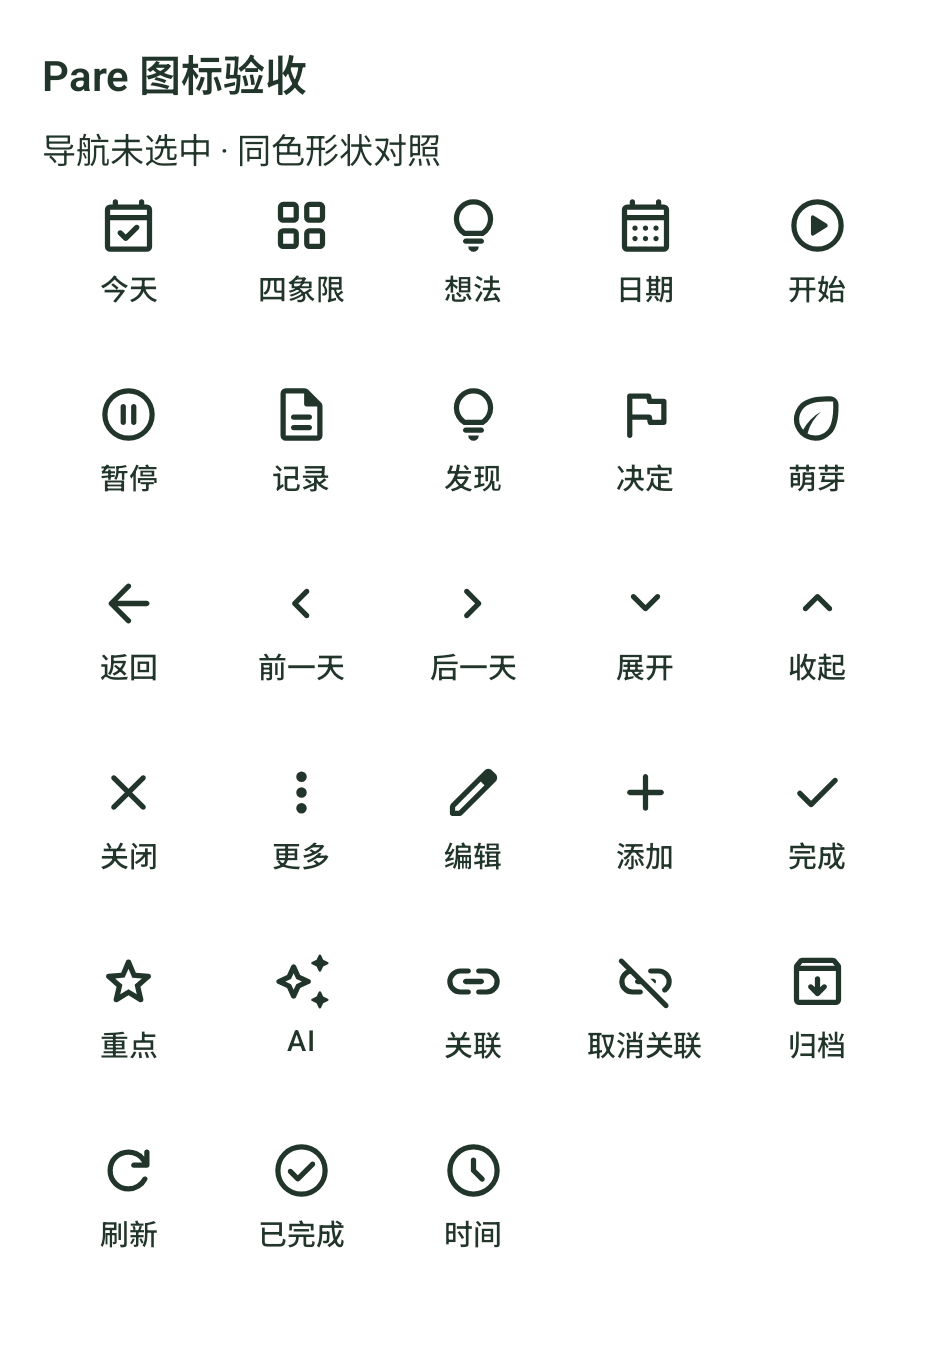 Pare 图标验收
导航未选中 · 同色形状对照
今天 四象限 想法 日期 开始
暂停 记录 发现 决定 萌芽
返回 前一天 后一天 展开 收起
关闭 更多 编辑 添加 完成
重点 AI 关联 取消关联 归档
刷新 已完成 时间